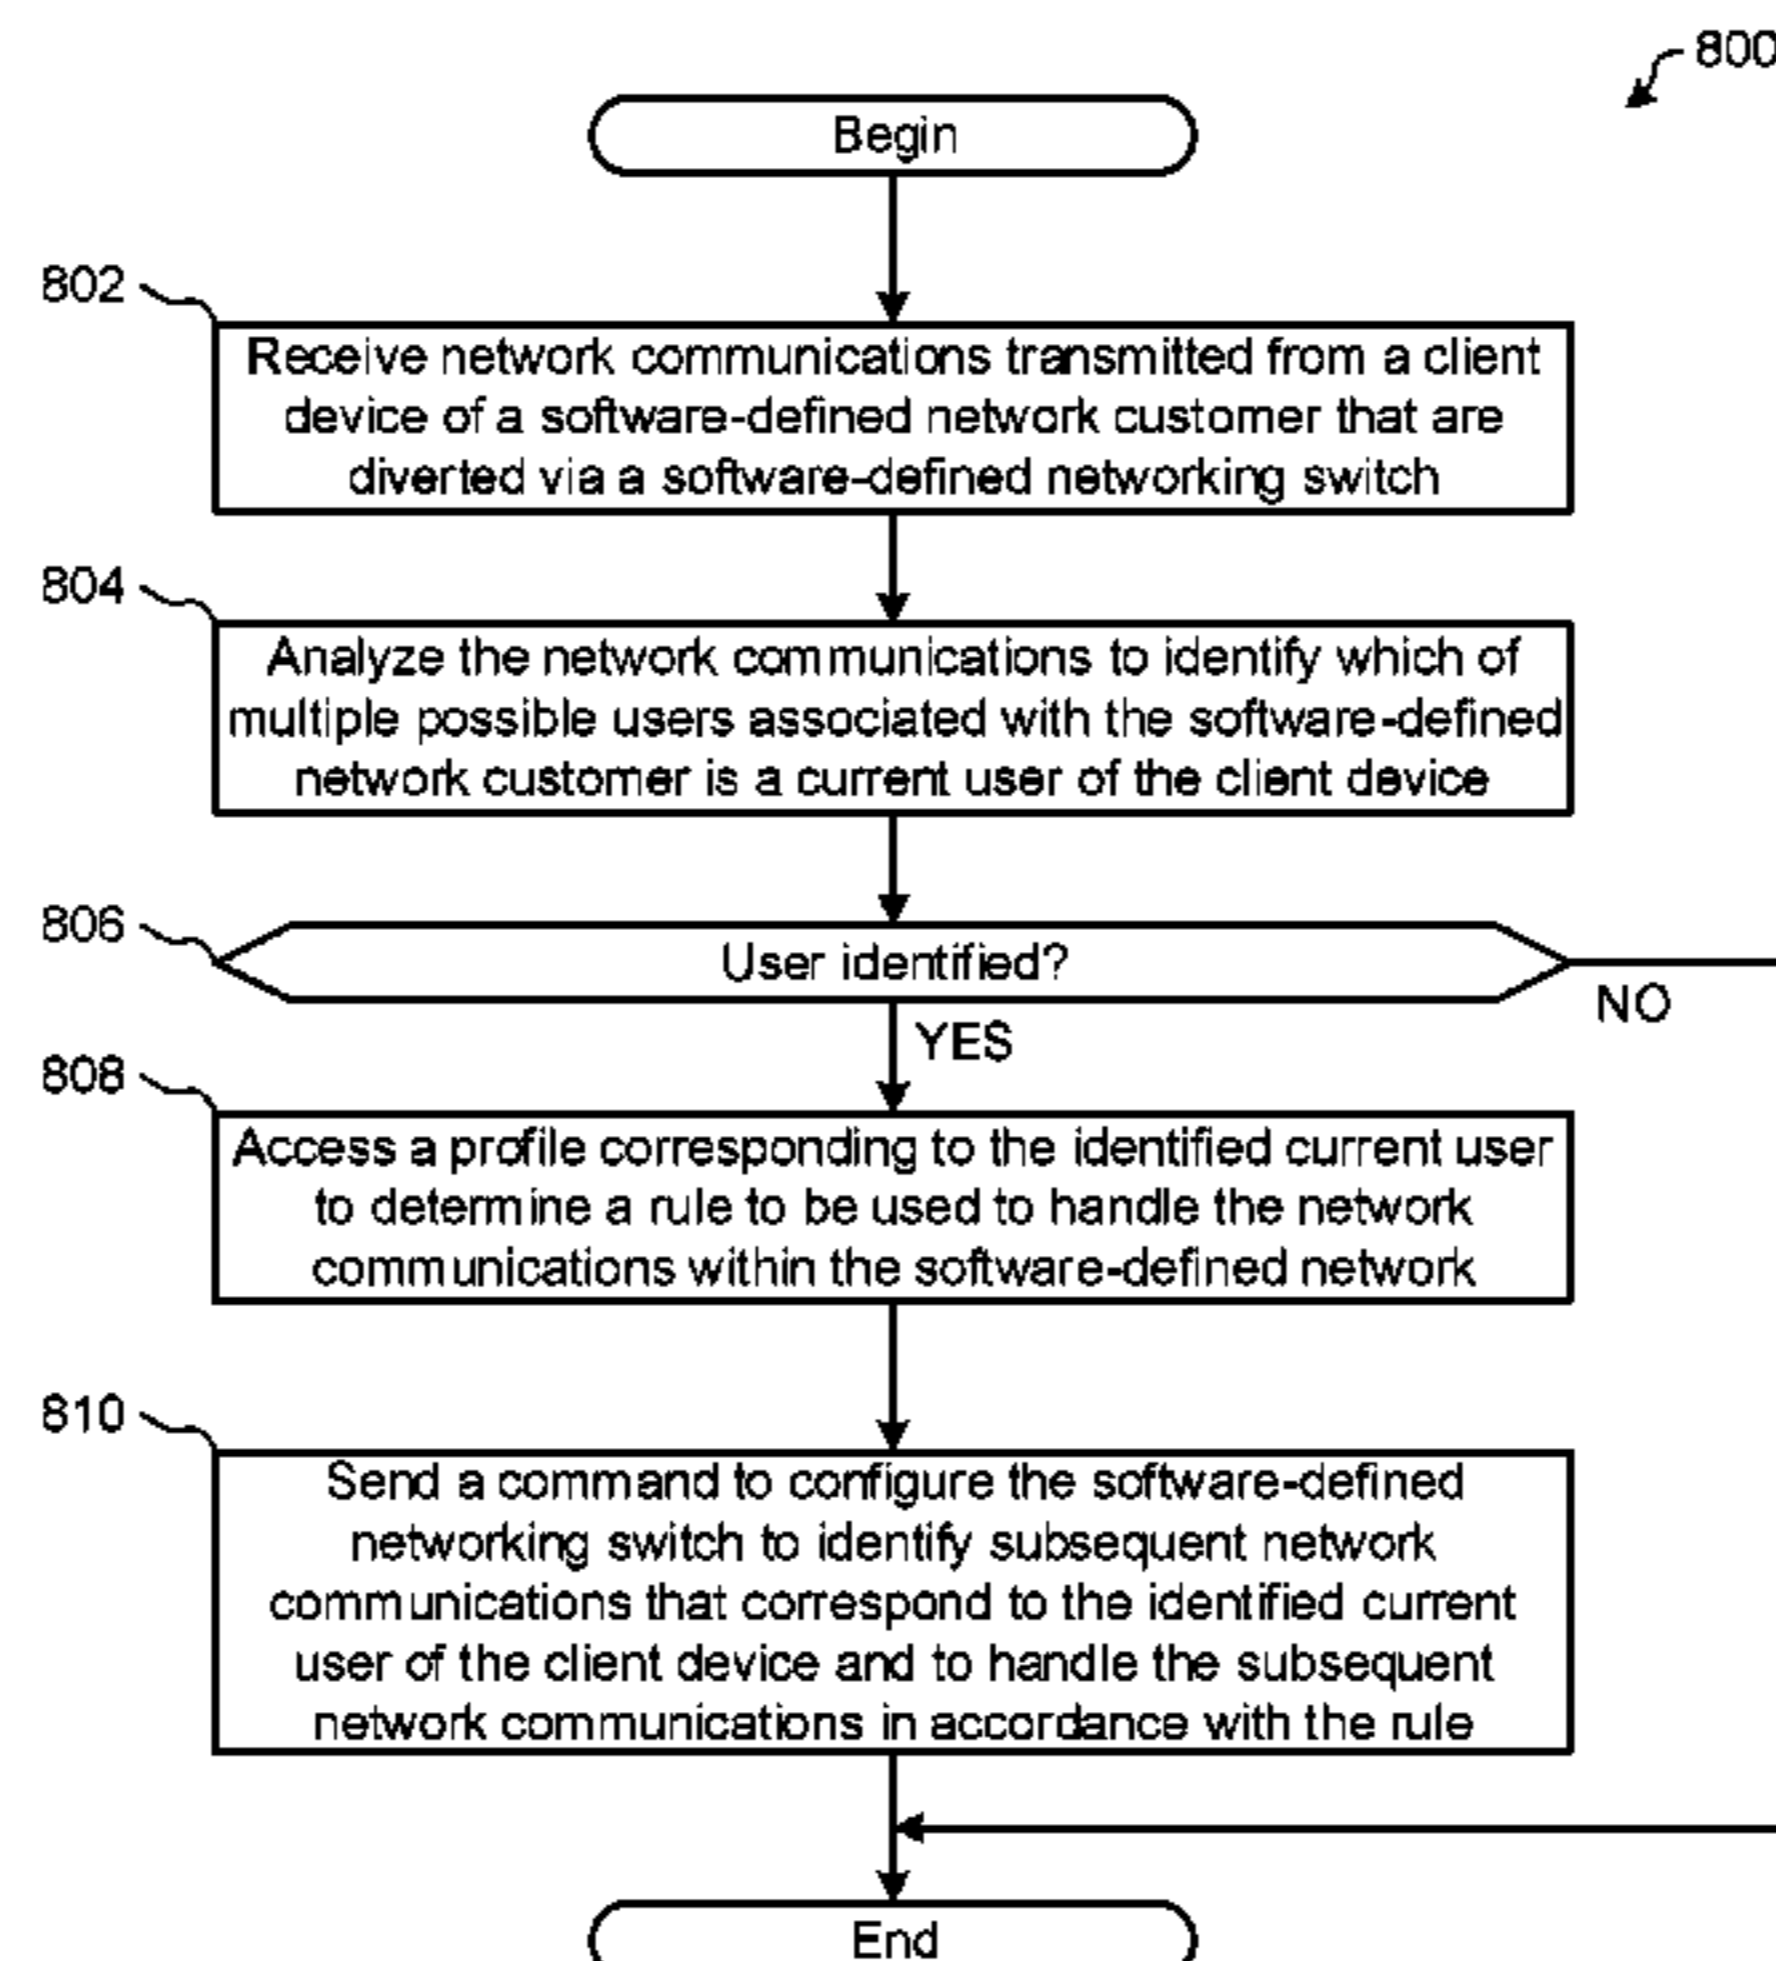 800
Begin
802
Receive network communications transmitted from a client
device of a software-defined network customer that are
diverted via a software-defined networking switch
804
Analyze the network communications to identify which of
multiple possible users associated with the software-defined
network customer is a current user of the client device
806
User identified?
NO
YES
808
Access a profile corresponding to the identified current user
to determine a rule to be used to handle the network
communications within the software-defined network
810
Send a command to configure the software-defined
networking switch to identify subsequent network
communications that correspond to the identified current
user of the client device and to handle the subsequent
network communications in accordance with the rule
End